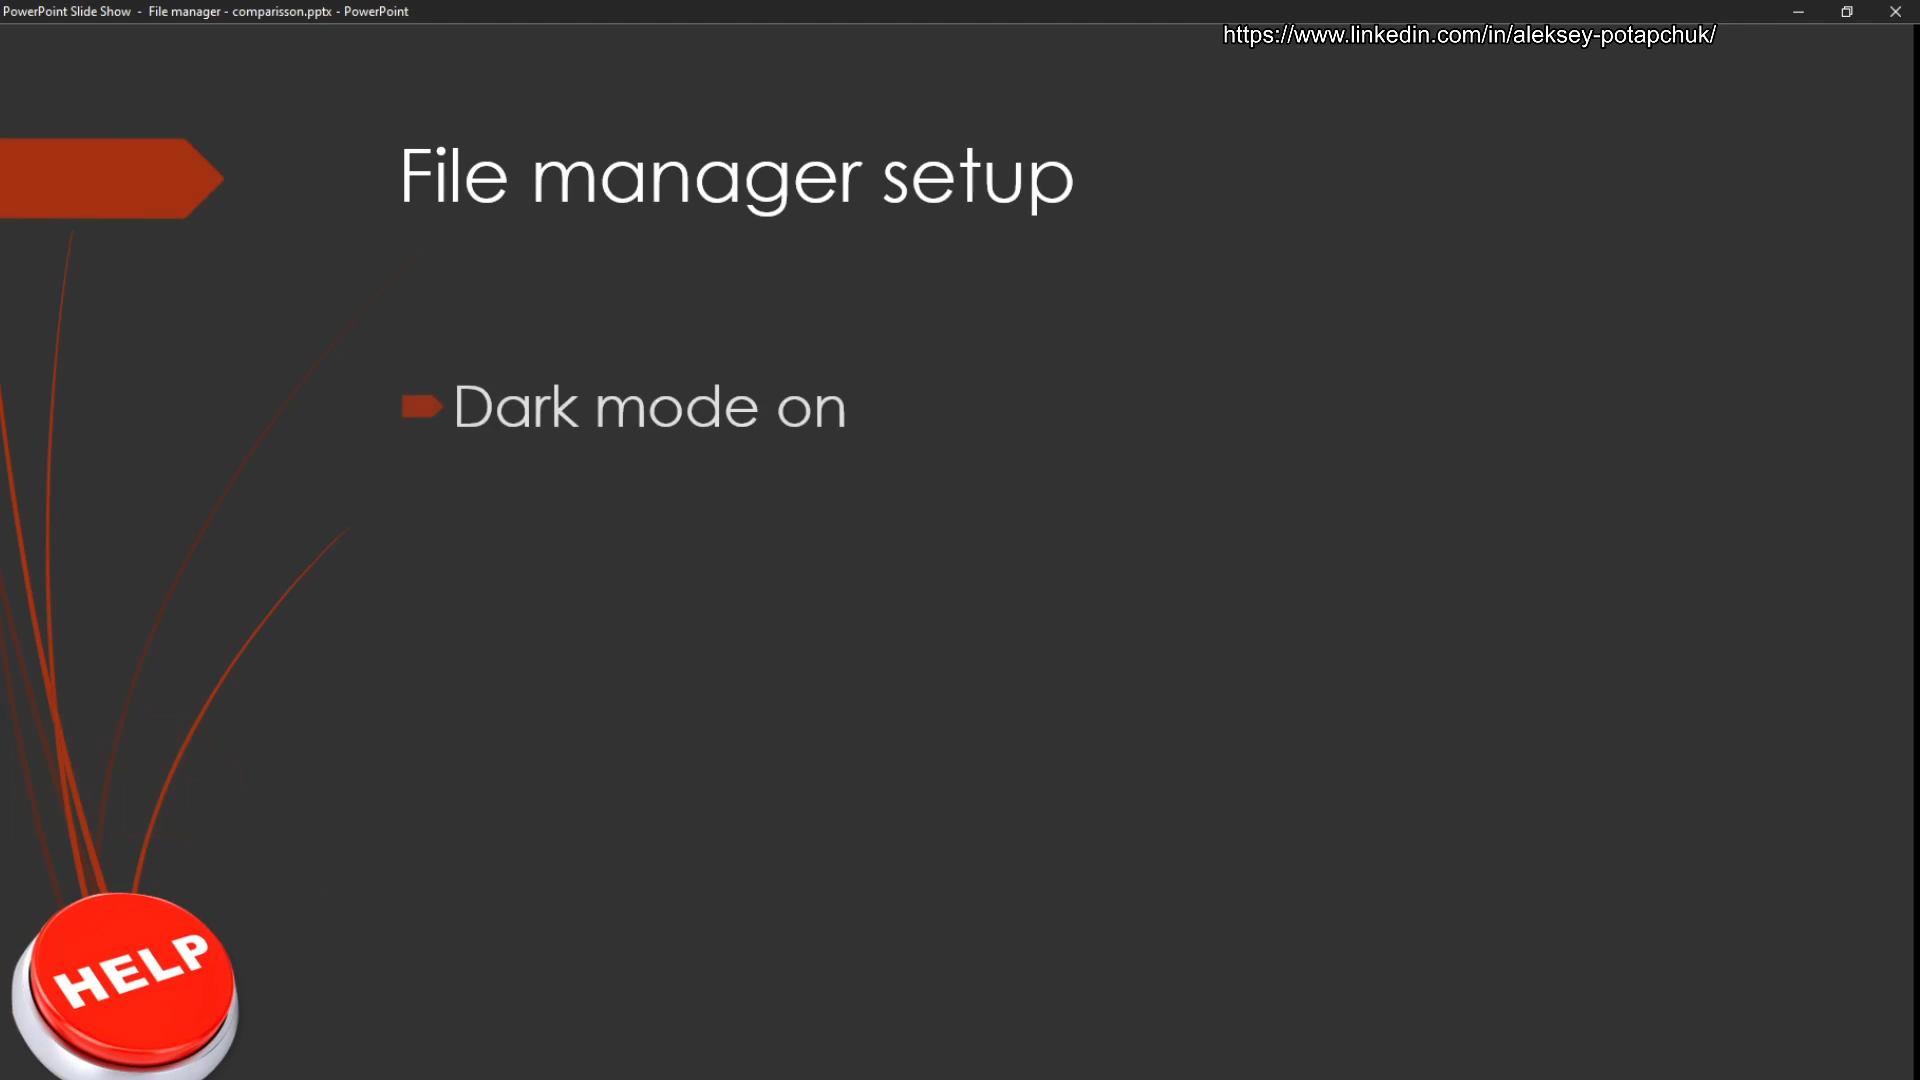 PowerPoint Slide Show - File manager - comparisson.pptx - PowerPoint
https://www.linkedin.com/in/aleksey-potapchuk/
File manager setup
Dark mode on
HELP